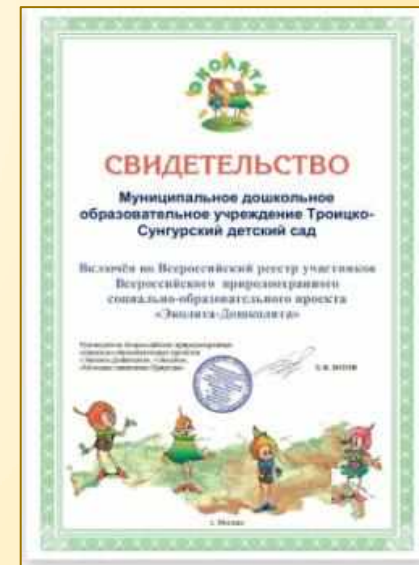 ЭКОЛЯТА
СВИДЕТЕЛЬСТВО
Муниципальное дошкольное
образовательное учреждение Троицко-
Сунгурский детский сад
Включён во Всероссийский реестр участников
Всероссийского природоохранного
социально-образовательного проекта
«Эколята-Дошколята»
г. Москва